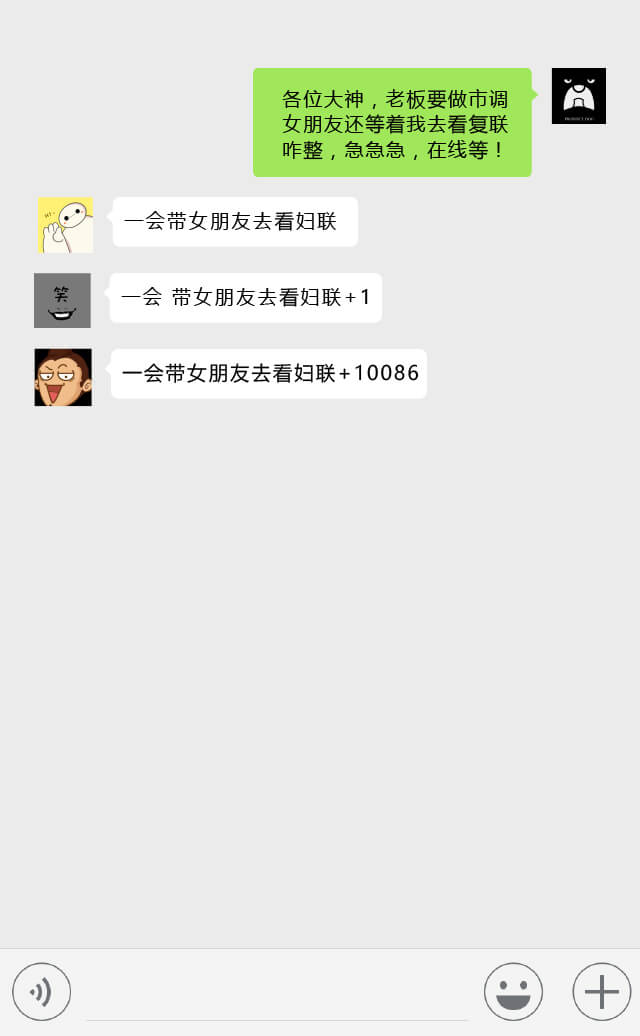 各位大神，老板要做市调
女朋友还等着我去看复联
咋整，急急急，在线等！
一会带女朋友去看妇联
笑
一会 带女朋友去看妇联+1
一会带女朋友去看妇联+10086